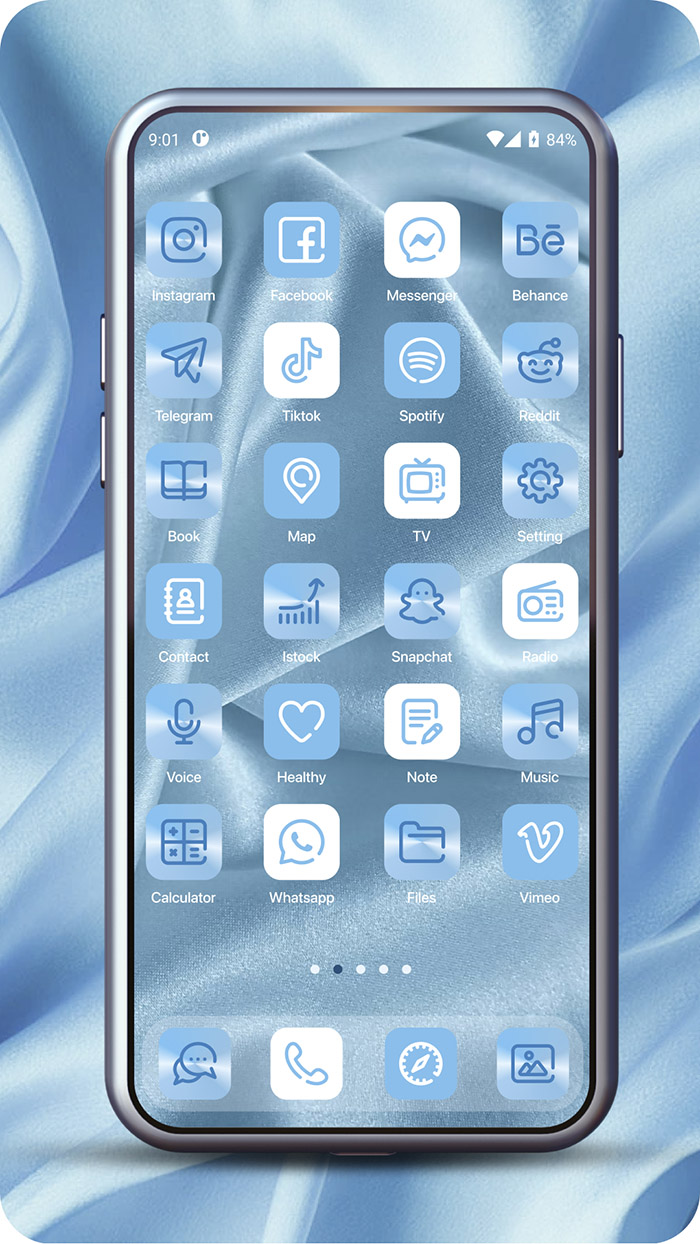 9:01 84%
Instagram Facebook Messenger Behance
Telegram Tiktok Spotify Reddit
Book Map TV Setting
Contact Istock Snapchat Radio
Voice Healthy Note Music
Calculator Whatsapp Files Vimeo
Bē